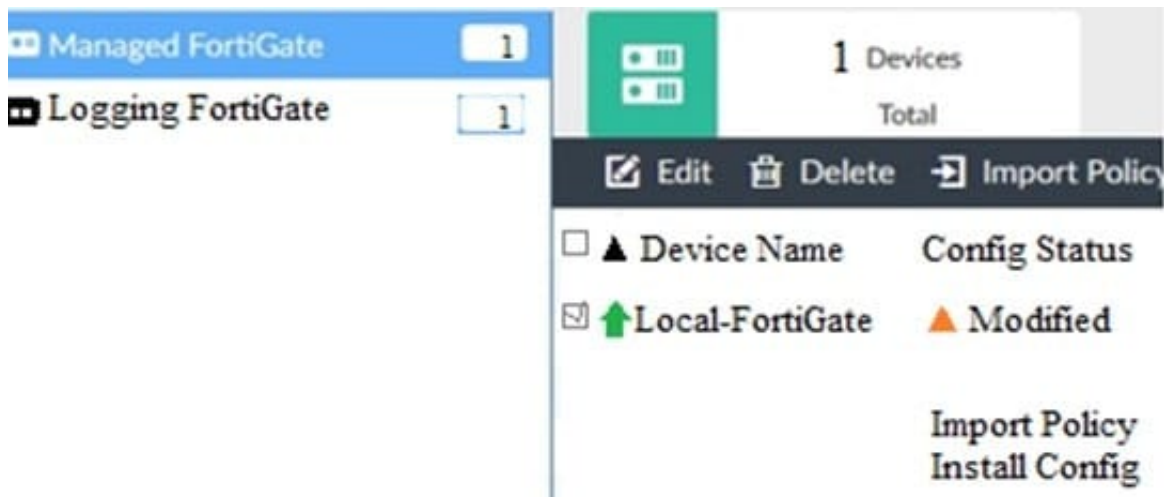 Managed FortiGate 1
Logging FortiGate 1
1 Devices
Total
Edit Delete Import Policy
Device Name Config Status
Local-FortiGate Modified
Import Policy
Install Config